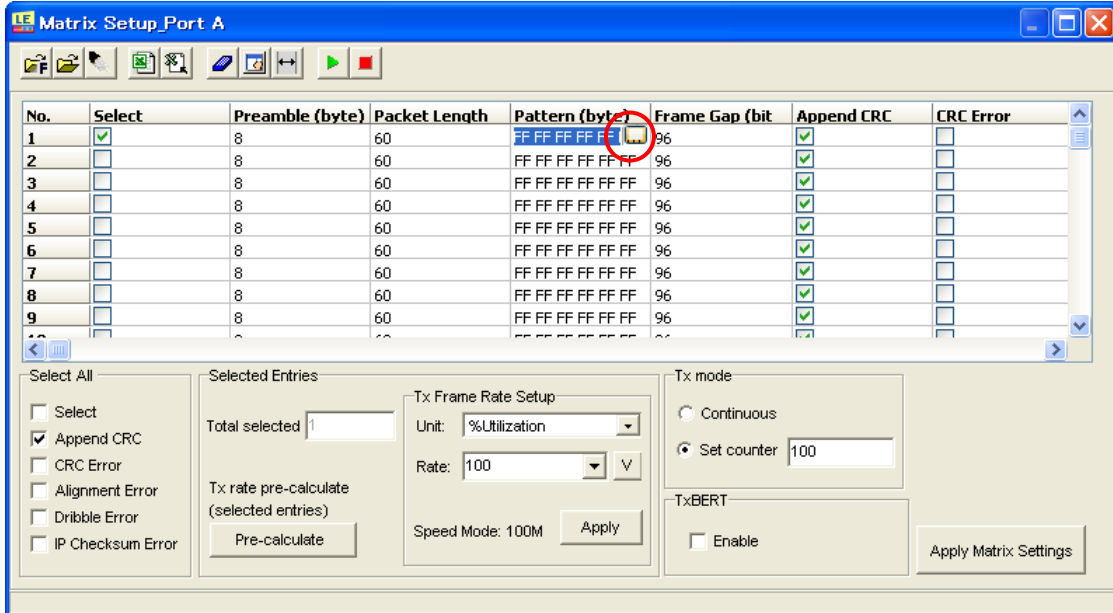 LE Matrix Setup_Port A
No. Select Preamble (byte) Packet Length Pattern (byte) Frame Gap (bit Append CRC CRC Error
1 8 60 FF FF FF FF FF ... 96
2 8 60 FF FF FF FF FF FF 96
3 8 60 FF FF FF FF FF FF 96
4 8 60 FF FF FF FF FF FF 96
5 8 60 FF FF FF FF FF FF 96
6 8 60 FF FF FF FF FF FF 96
7 8 60 FF FF FF FF FF FF 96
8 8 60 FF FF FF FF FF FF 96
9 8 60 FF FF FF FF FF FF 96
Select All
Select
Append CRC
CRC Error
Alignment Error
Dribble Error
IP Checksum Error
Selected Entries
Total selected 1
Tx rate pre-calculate
(selected entries)
Pre-calculate
Tx Frame Rate Setup
Unit: %Utilization
Rate: 100 V
Speed Mode: 100M Apply
Tx mode
Continuous
Set counter 100
TxBERT
Enable
Apply Matrix Settings